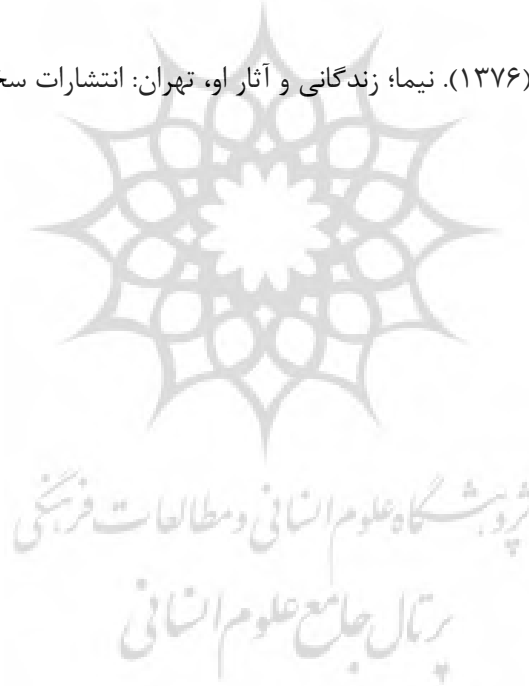 (۱۳۷۶). نیما؛ زندگانی و آثار او، تهران: انتشارات
پژوهشگاه علوم انسانی و مطالعات فرهنگی
پرتال جامع علوم انسانی